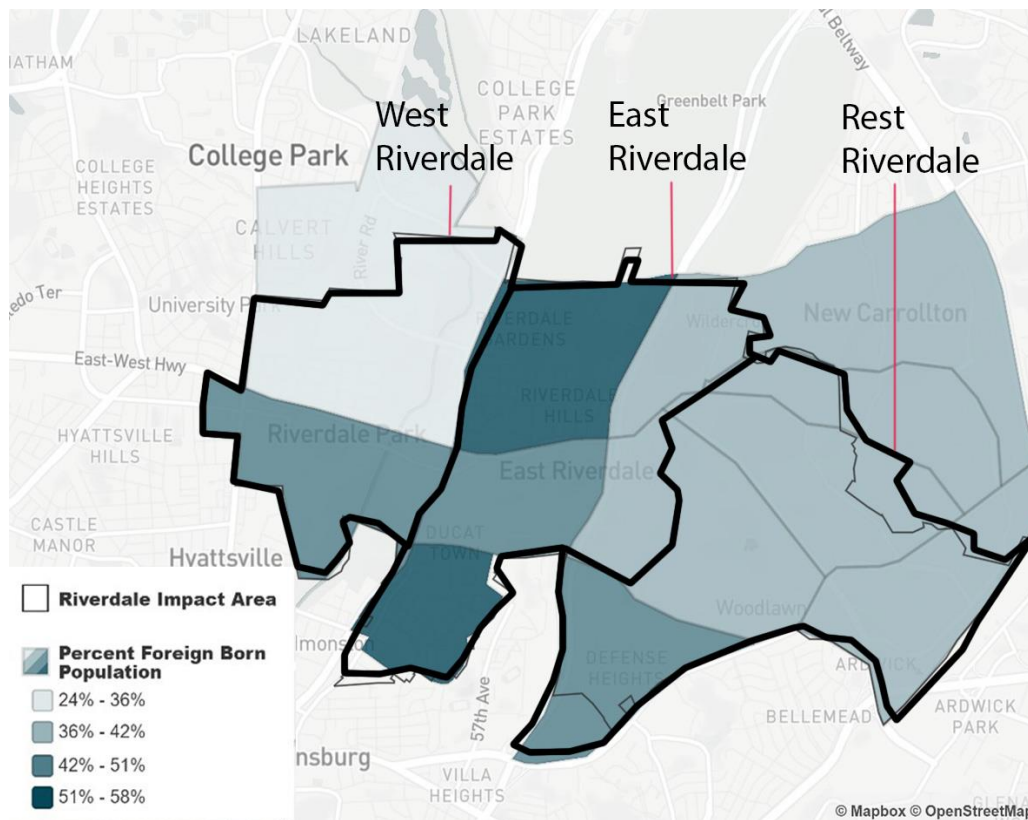 LAKELAND
COLLEGE
PARK
ESTATES
Greenbelt Park
West
Riverdale
East
Riverdale
Rest
Riverdale
College Park
COLLEGE
HEIGHTS
ESTATES
CALVERT
HILLS
River Rd
University
East-West Hwy
RIVERDALE
GARDENS
New Carrollton
RIVERDALE
HILLS
HYATTSVILLE
HILLS
Riverdale Park
East Riverdale
CASTLE
MANOR
Hyattsville
DUCAT
TOWN
Woodlawn
DEFENSE
HEIGHTS
ARDWICK
BELLEMEAD
ARDWICK
PARK
57th Ave
VILLA
HEIGHTS
Riverdale Impact Area
Percent Foreign Born
Population
24% - 36%
36% - 42%
42% - 51%
51% - 58%
© Mapbox © OpenStreetMap